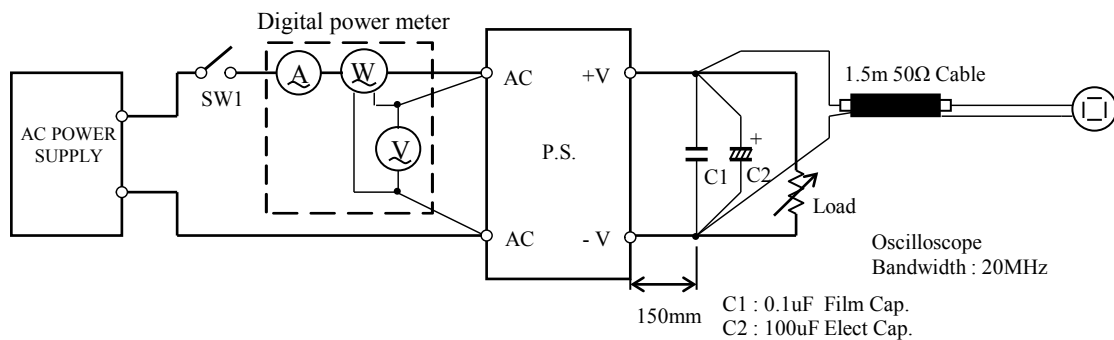 Digital power meter
AC POWER
SUPPLY
SW1
A
W
V
AC
AC
P.S.
+V
- V
C1
+
C2
Load
1.5m 50Ω Cable
Oscilloscope
Bandwidth : 20MHz
150mm
C1 : 0.1uF Film Cap.
C2 : 100uF Elect Cap.